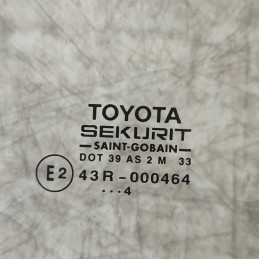 TOYOTA
SEKURIT
SAINT-GOBAIN
DOT 39 AS 2 M 33
E2 43R-000464
...4